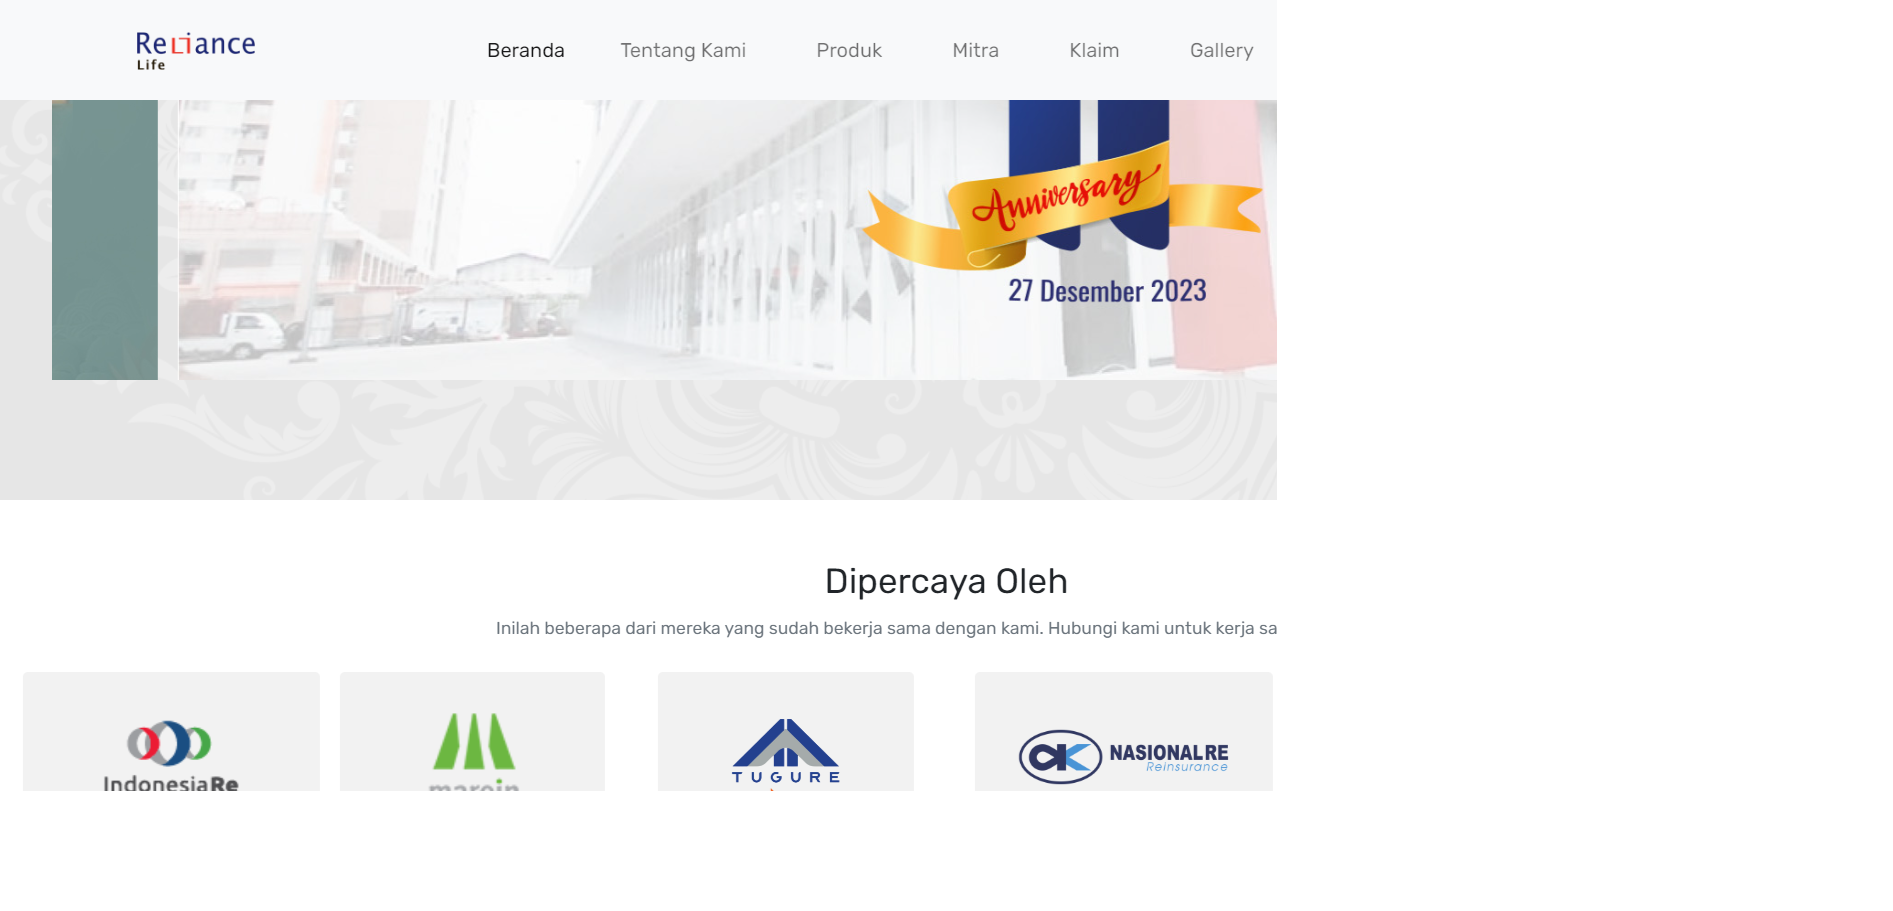 Reliance
Life
Beranda
Tentang Kami
Produk
Mitra
Klaim
Gallery
Anniversary
27 Desember 2023
Dipercaya Oleh
Inilah beberapa dari mereka yang sudah bekerja sama dengan kami. Hubungi kami untuk kerja sa
IndonesiaRe
marein
TUGURE
NASIONALRE
Reinsurance